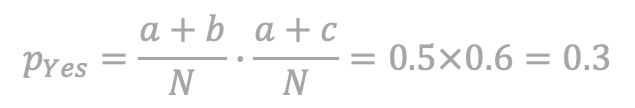 p_Yes = (a + b)/N · (a + c)/N = 0.5×0.6 = 0.3